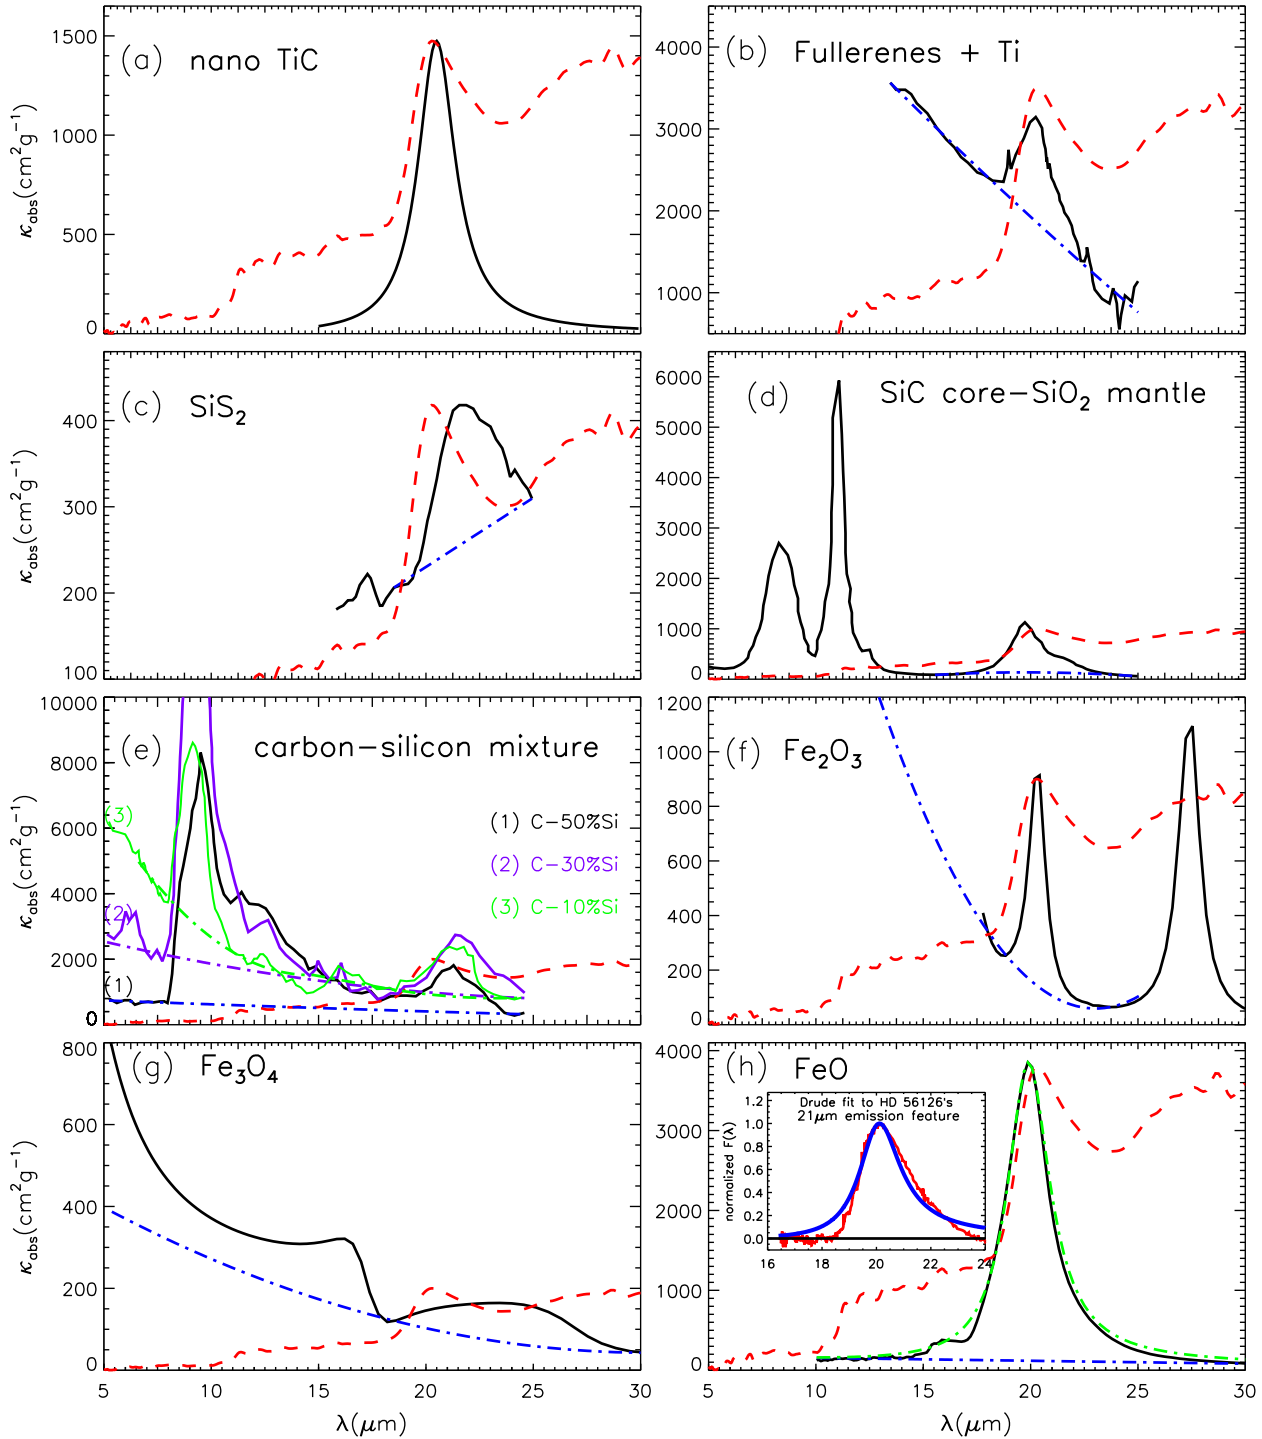 (a) nano TiC
1500
1000
500
0
κabs(cm²g⁻¹)
(b) Fullerenes + Ti
4000
3000
2000
1000
(c) SiS₂
400
300
200
100
κabs(cm²g⁻¹)
(d) SiC core−SiO₂ mantle
6000
5000
4000
3000
2000
1000
0
(e) carbon−silicon mixture
10000
8000
6000
4000
2000
0
κabs(cm²g⁻¹)
(3)
(2)
(1)
(1) C−50%Si
(2) C−30%Si
(3) C−10%Si
(f) Fe₂O₃
1200
1000
800
600
400
200
0
(g) Fe₃O₄
800
600
400
200
0
κabs(cm²g⁻¹)
5 10 15 20 25 30
λ(μm)
(h) FeO
4000
3000
2000
1000
0
Drude fit to HD 56126's
21μm emission feature
normalized F(λ)
1.2
1.0
0.8
0.6
0.4
0.2
0.0
16 18 20 22 24
5 10 15 20 25 30
λ(μm)